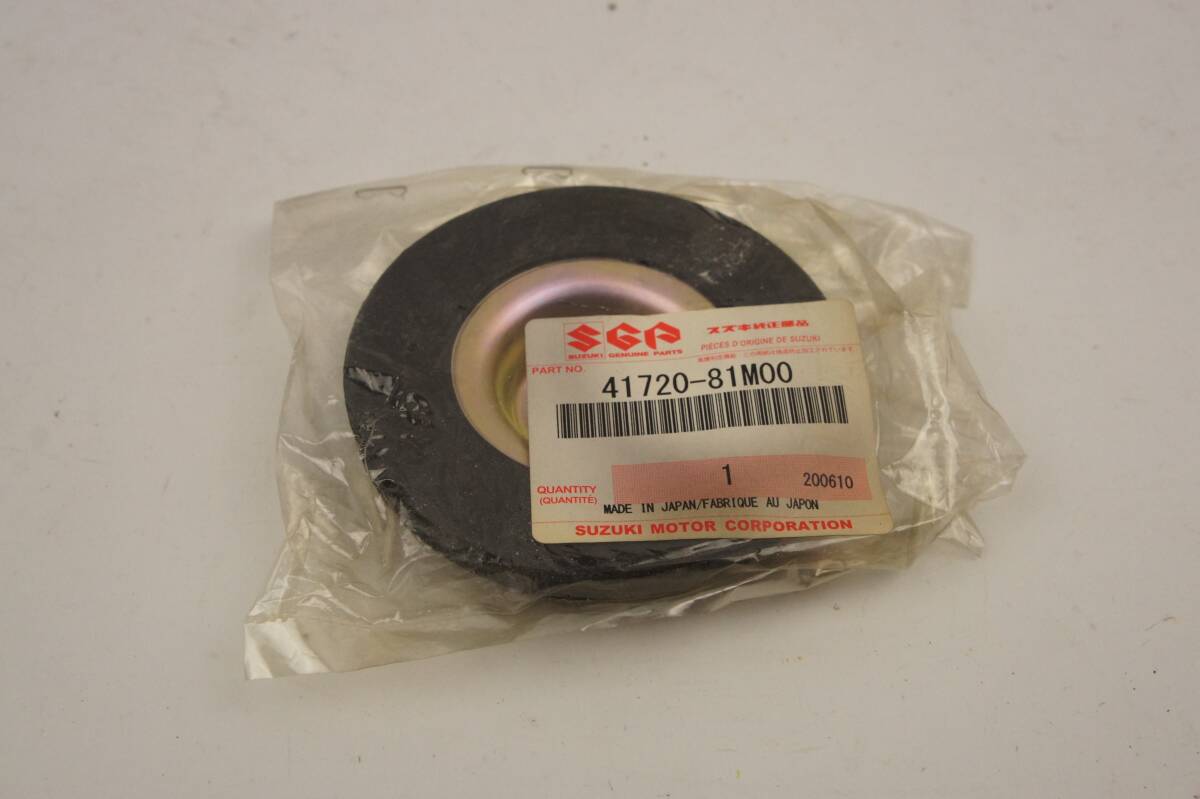 SGP
スズキ純正部品
SUZUKI GENUINE PARTS
PIÈCES D'ORIGINE DE SUZUKI
PART NO.
41720-81M00
1
200610
QUANTITY
(QUANTITÉ)
MADE IN JAPAN/FABRIQUE AU JAPON
SUZUKI MOTOR CORPORATION